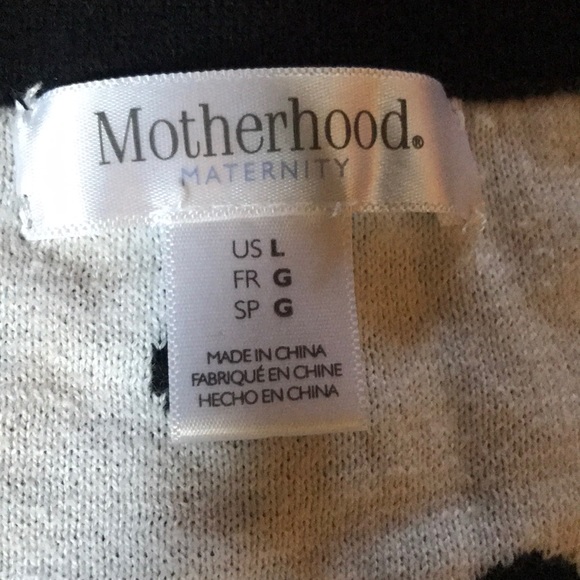 Motherhood®
MATERNITY
US L
FR G
SP G
MADE IN CHINA
FABRIQUÉ EN CHINE
HECHO EN CHINA